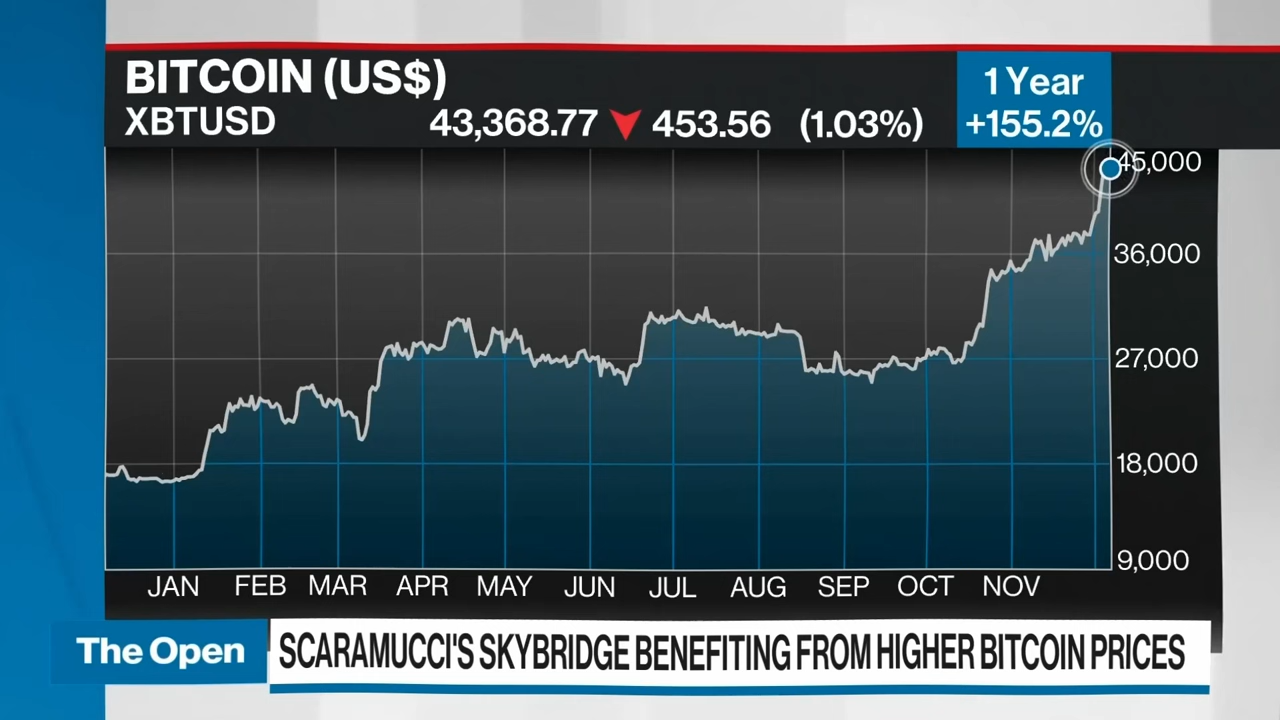 BITCOIN (US$)
XBTUSD 43,368.77 453.56 (1.03%)
1 Year
+155.2%
45,000
36,000
27,000
18,000
9,000
JAN FEB MAR APR MAY JUN JUL AUG SEP OCT NOV
The Open
SCARAMUCCI'S SKYBRIDGE BENEFITING FROM HIGHER BITCOIN PRICES